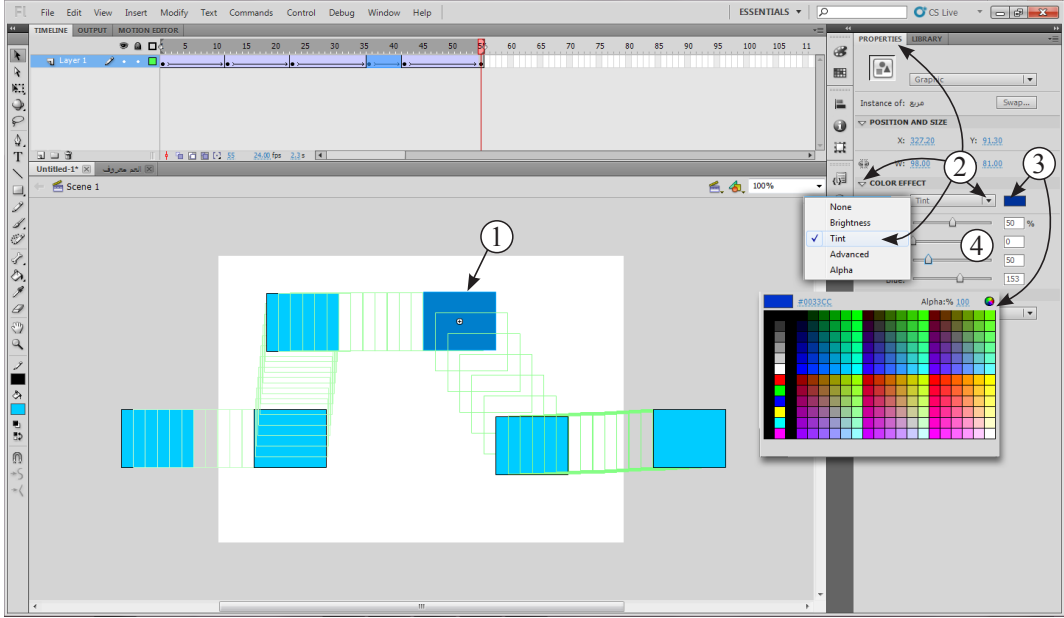 Fl File Edit View Insert Modify Text Commands Control Debug Window Help ESSENTIALS CS Live
TIMELINE OUTPUT MOTION EDITOR
5 10 15 20 25 30 35 40 45 50 55 60 65 70 75 80 85 90 95 100 105 11
Layer 1
55 24.00 fps 2.3 s
Untitled-1* انحم معروف
Scene 1 100%
PROPERTIES LIBRARY
Graphic
Instance of: مربع Swap...
POSITION AND SIZE
X: 327.20 Y: 91.30
W: 98.00 81.00
COLOR EFFECT
Tint
50 %
0
50
Blue: 153
None
Brightness
Tint
Advanced
Alpha
#0033CC Alpha:% 100
1
2
3
4